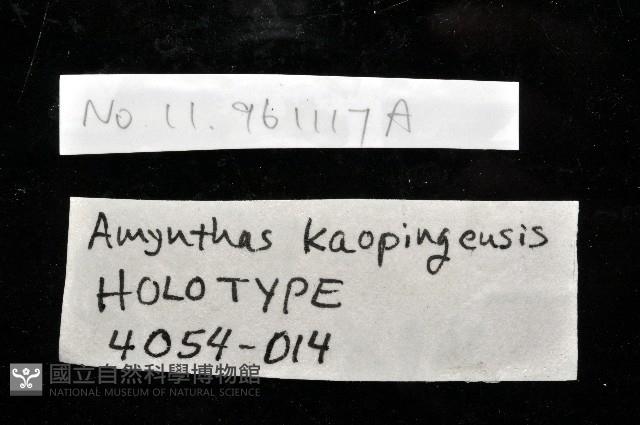 No 11. 961117A
Amynthas kaopingensis
HOLOTYPE
4054-014
國立自然科學博物館
NATIONAL MUSEUM OF NATURAL SCIENCE